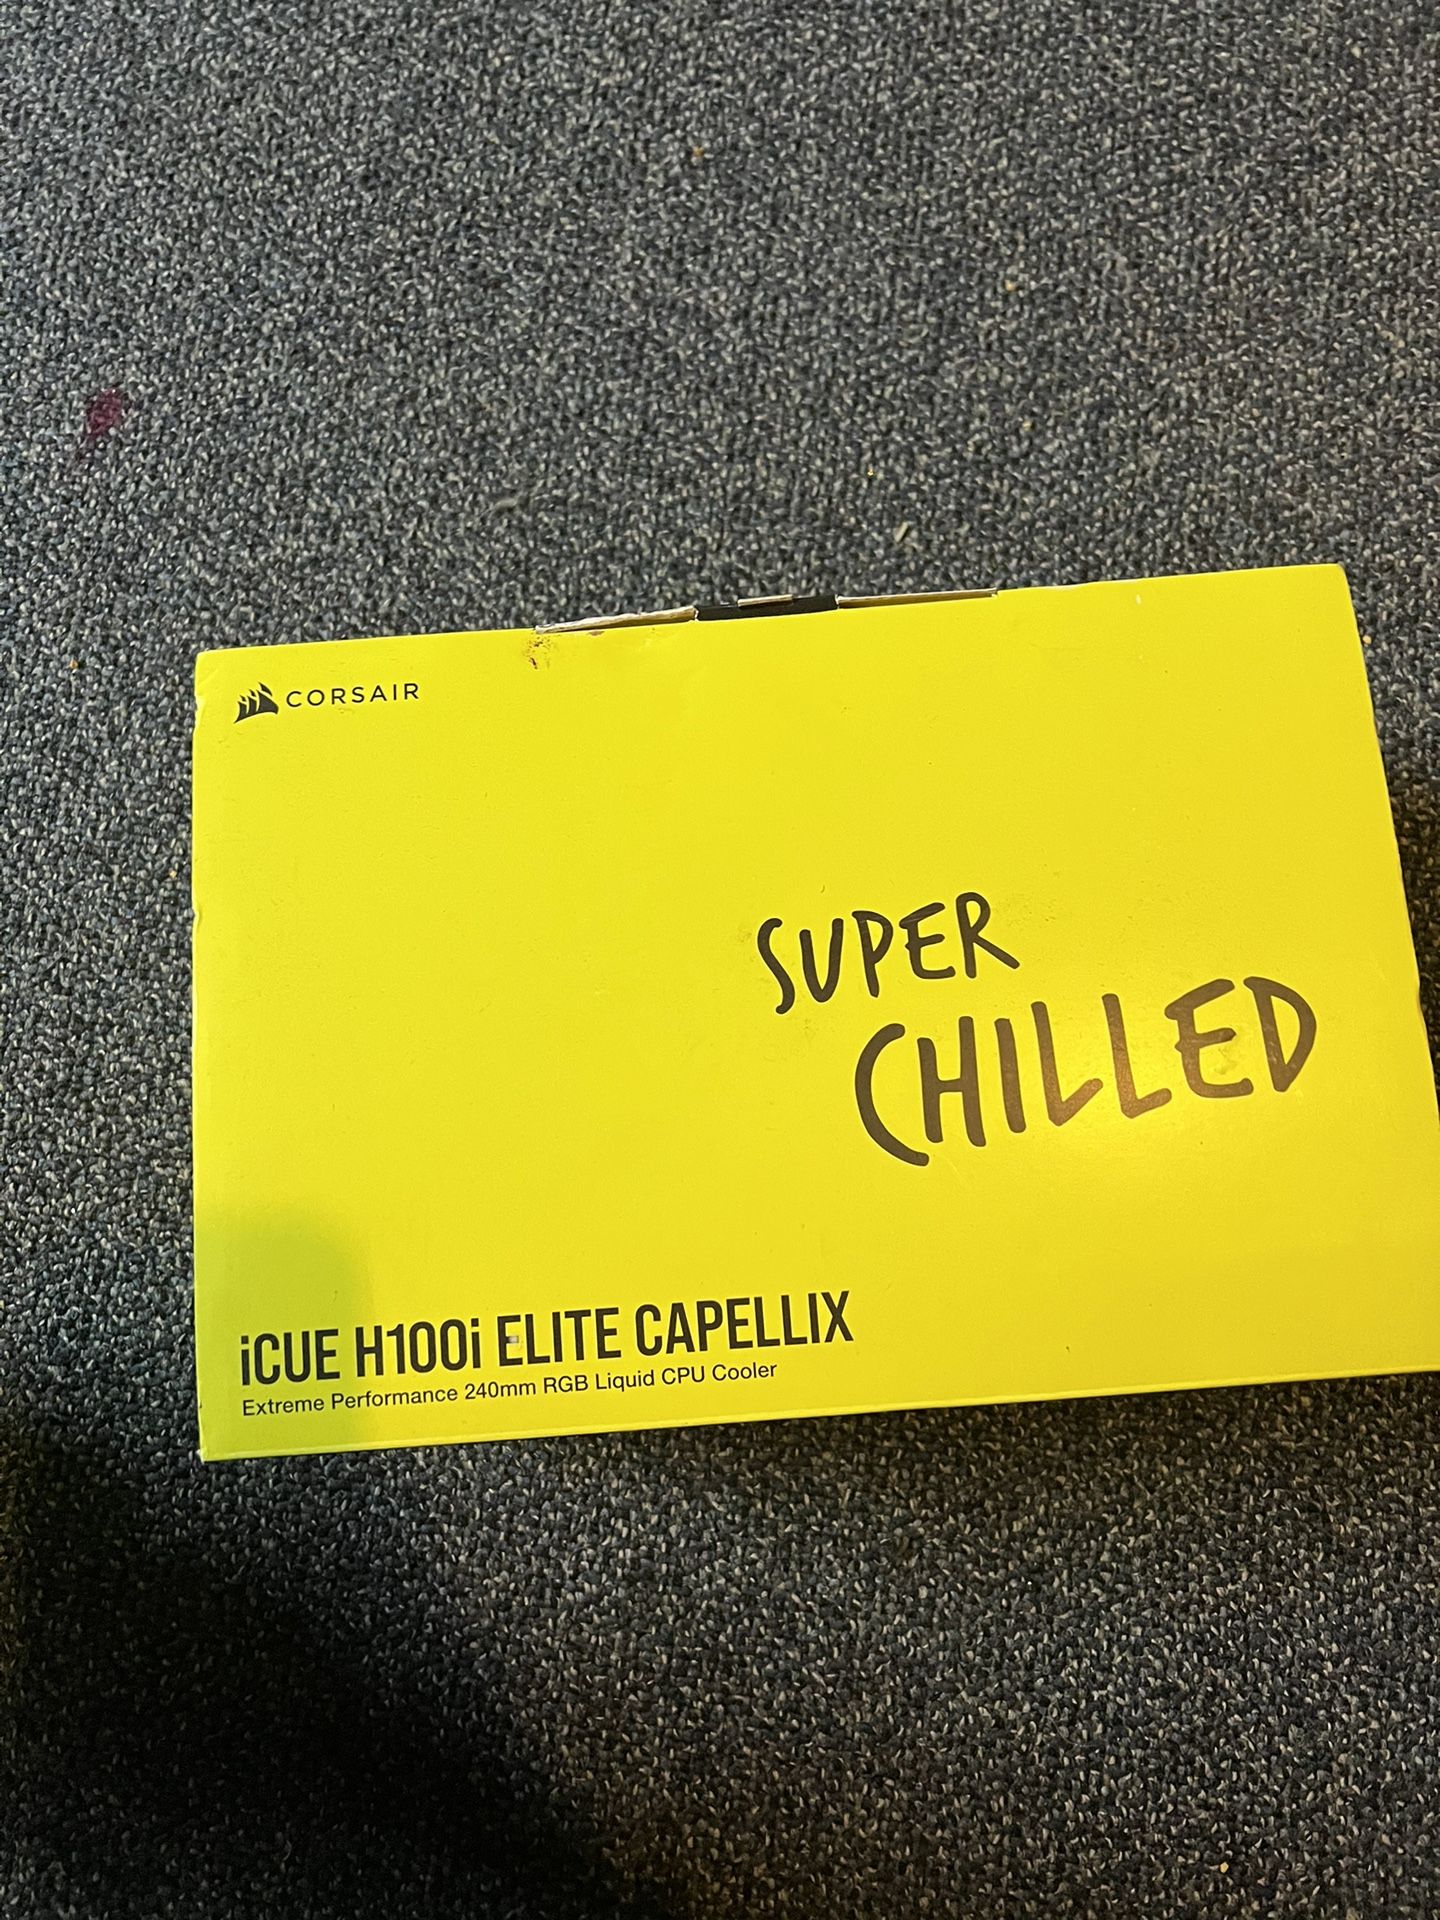 CORSAIR
SUPER
CHILLED
iCUE H100i ELITE CAPELLIX
Extreme Performance 240mm RGB Liquid CPU Cooler